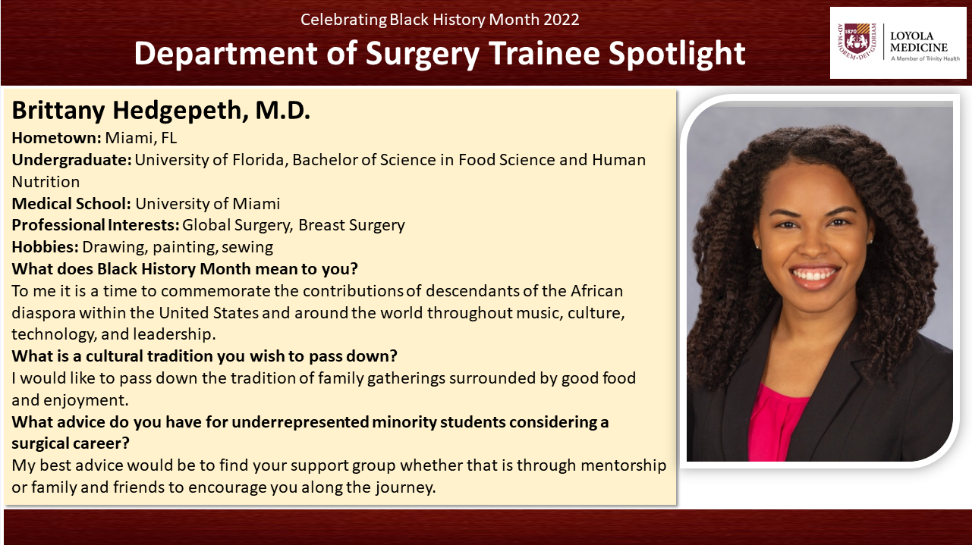 Celebrating Black History Month 2022
Department of Surgery Trainee Spotlight
LOYOLA
MEDICINE
A Member of Trinity Health
Brittany Hedgepeth, M.D.
Hometown: Miami, FL
Undergraduate: University of Florida, Bachelor of Science in Food Science and Human
Nutrition
Medical School: University of Miami
Professional Interests: Global Surgery, Breast Surgery
Hobbies: Drawing, painting, sewing
What does Black History Month mean to you?
To me it is a time to commemorate the contributions of descendants of the African
diaspora within the United States and around the world throughout music, culture,
technology, and leadership.
What is a cultural tradition you wish to pass down?
I would like to pass down the tradition of family gatherings surrounded by good food
and enjoyment.
What advice do you have for underrepresented minority students considering a
surgical career?
My best advice would be to find your support group whether that is through mentorship
or family and friends to encourage you along the journey.